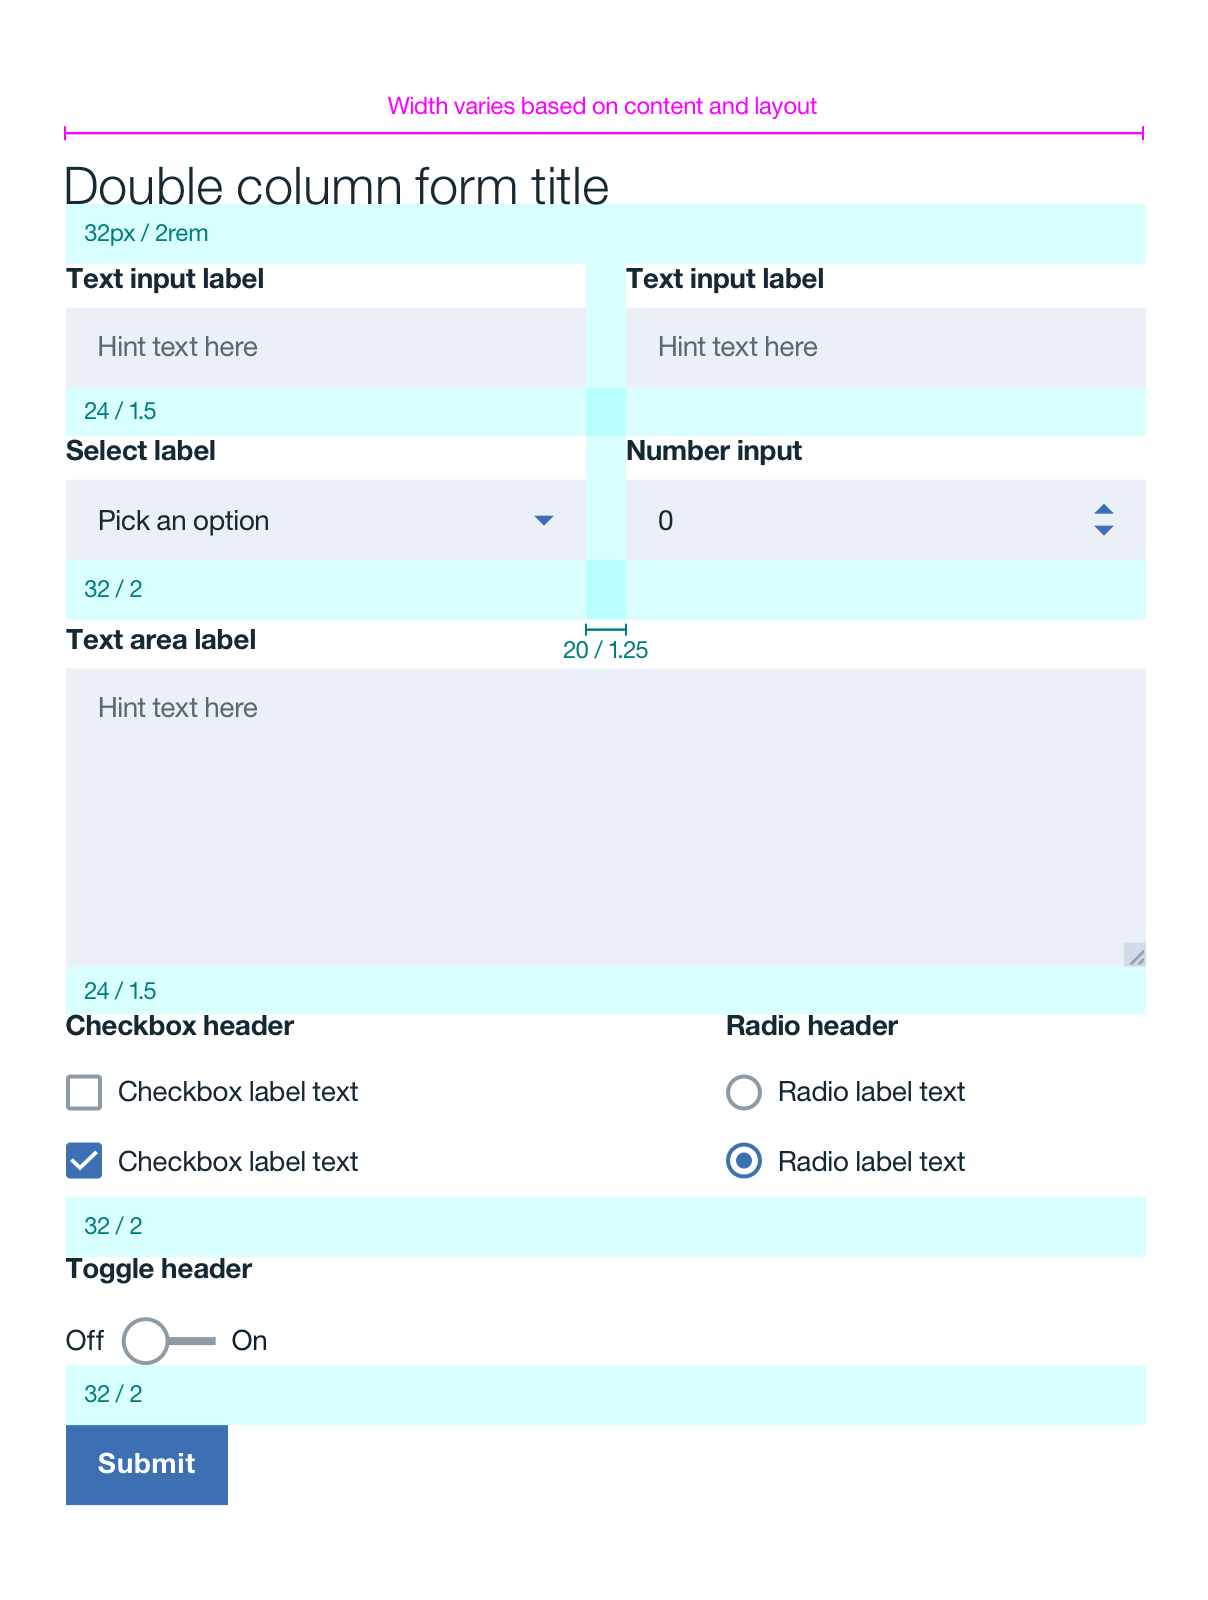 Width varies based on content and layout
Double column form title
32px / 2rem
Text input label
Text input label
Hint text here
Hint text here
24 / 1.5
Select label
Number input
Pick an option
0
32 / 2
20 / 1.25
Text area label
Hint text here
24 / 1.5
Checkbox header
Radio header
Checkbox label text
Radio label text
Checkbox label text
Radio label text
32 / 2
Toggle header
Off
On
32 / 2
Submit